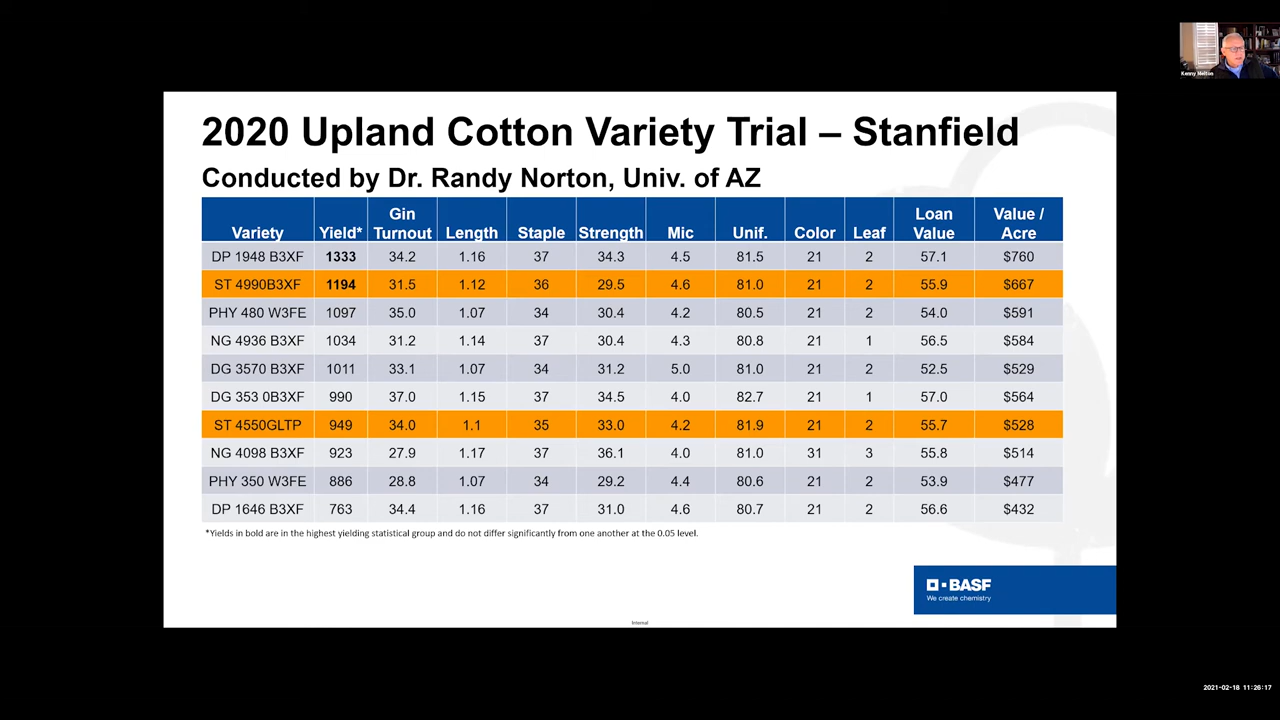 Kenny Melton
2020 Upland Cotton Variety Trial – Stanfield
Conducted by Dr. Randy Norton, Univ. of AZ
Variety Yield* Gin Turnout Length Staple Strength Mic Unif. Color Leaf Loan Value Value / Acre
DP 1948 B3XF 1333 34.2 1.16 37 34.3 4.5 81.5 21 2 57.1 $760
ST 4990B3XF 1194 31.5 1.12 36 29.5 4.6 81.0 21 2 55.9 $667
PHY 480 W3FE 1097 35.0 1.07 34 30.4 4.2 80.5 21 2 54.0 $591
NG 4936 B3XF 1034 31.2 1.14 37 30.4 4.3 80.8 21 1 56.5 $584
DG 3570 B3XF 1011 33.1 1.07 34 31.2 5.0 81.0 21 2 52.5 $529
DG 353 0B3XF 990 37.0 1.15 37 34.5 4.0 82.7 21 1 57.0 $564
ST 4550GLTP 949 34.0 1.1 35 33.0 4.2 81.9 21 2 55.7 $528
NG 4098 B3XF 923 27.9 1.17 37 36.1 4.0 81.0 31 3 55.8 $514
PHY 350 W3FE 886 28.8 1.07 34 29.2 4.4 80.6 21 2 53.9 $477
DP 1646 B3XF 763 34.4 1.16 37 31.0 4.6 80.7 21 2 56.6 $432
*Yields in bold are in the highest yielding statistical group and do not differ significantly from one another at the 0.05 level.
BASF
We create chemistry
Internal
2021-02-18 11:26:17